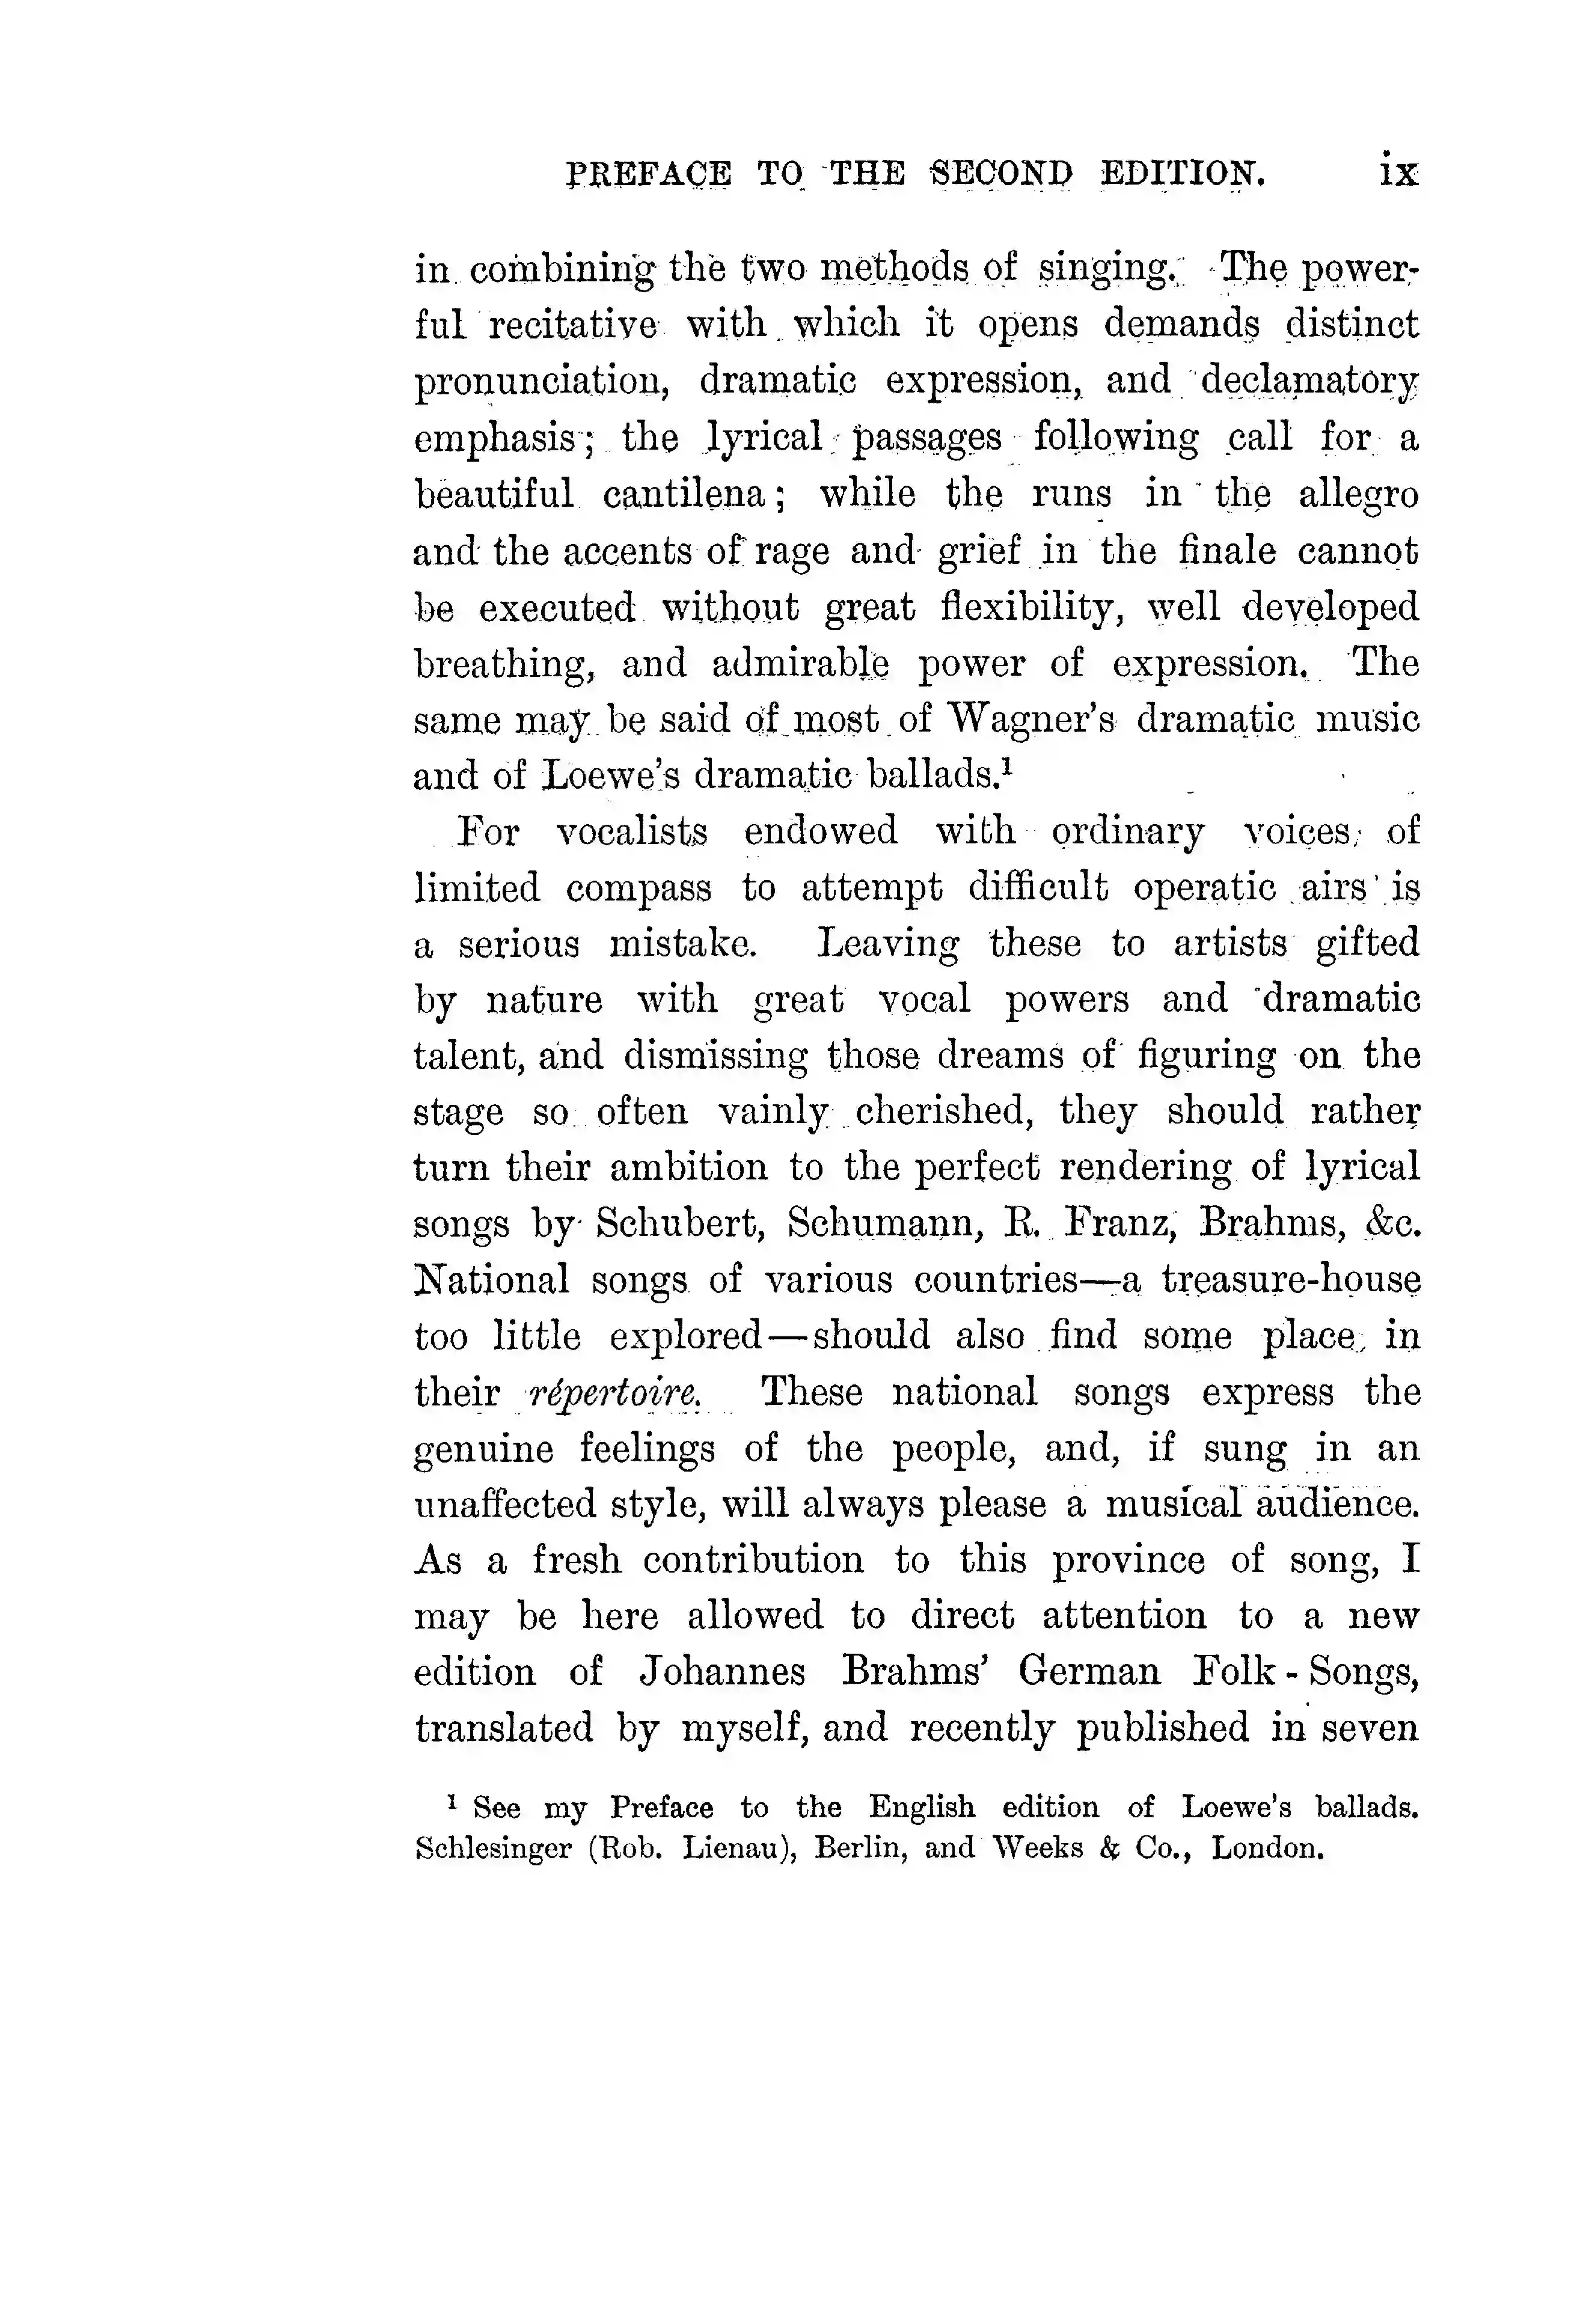 PREFACE TO THE SECOND EDITION. ix
in combining the two methods of singing. The power-
ful recitative with which it opens demands distinct
pronunciation, dramatic expression, and declamatory
emphasis; the lyrical passages following call for a
beautiful cantilena; while the runs in the allegro
and the accents of rage and grief in the finale cannot
be executed without great flexibility, well developed
breathing, and admirable power of expression. The
same may be said of most of Wagner's dramatic music
and of Loewe's dramatic ballads.¹
For vocalists endowed with ordinary voices of
limited compass to attempt difficult operatic airs is
a serious mistake. Leaving these to artists gifted
by nature with great vocal powers and dramatic
talent, and dismissing those dreams of figuring on the
stage so often vainly cherished, they should rather
turn their ambition to the perfect rendering of lyrical
songs by Schubert, Schumann, R. Franz, Brahms, &c.
National songs of various countries—a treasure-house
too little explored—should also find some place in
their répertoire. These national songs express the
genuine feelings of the people, and, if sung in an
unaffected style, will always please a musical audience.
As a fresh contribution to this province of song, I
may be here allowed to direct attention to a new
edition of Johannes Brahms' German Folk-Songs,
translated by myself, and recently published in seven
¹ See my Preface to the English edition of Loewe's ballads.
Schlesinger (Rob. Lienau), Berlin, and Weeks & Co., London.